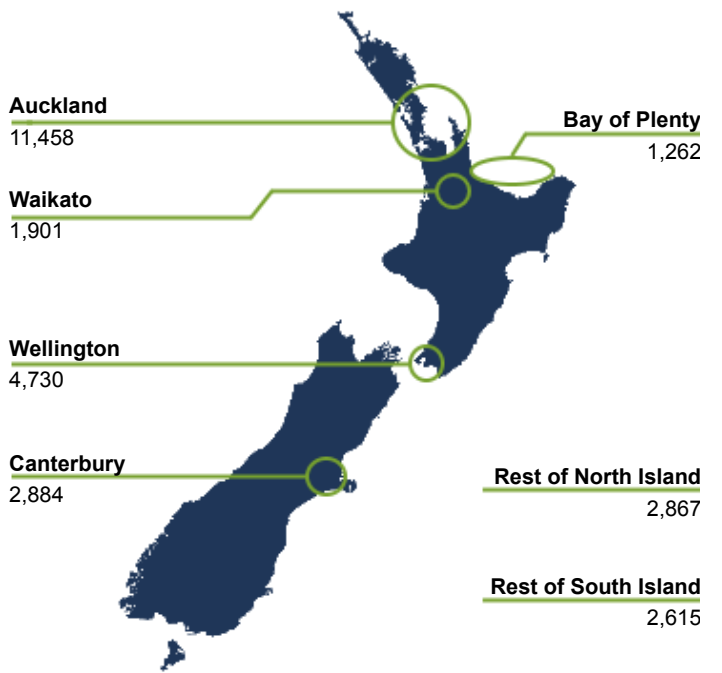 Auckland
11,458
Bay of Plenty
1,262
Waikato
1,901
Wellington
4,730
Canterbury
2,884
Rest of North Island
2,867
Rest of South Island
2,615